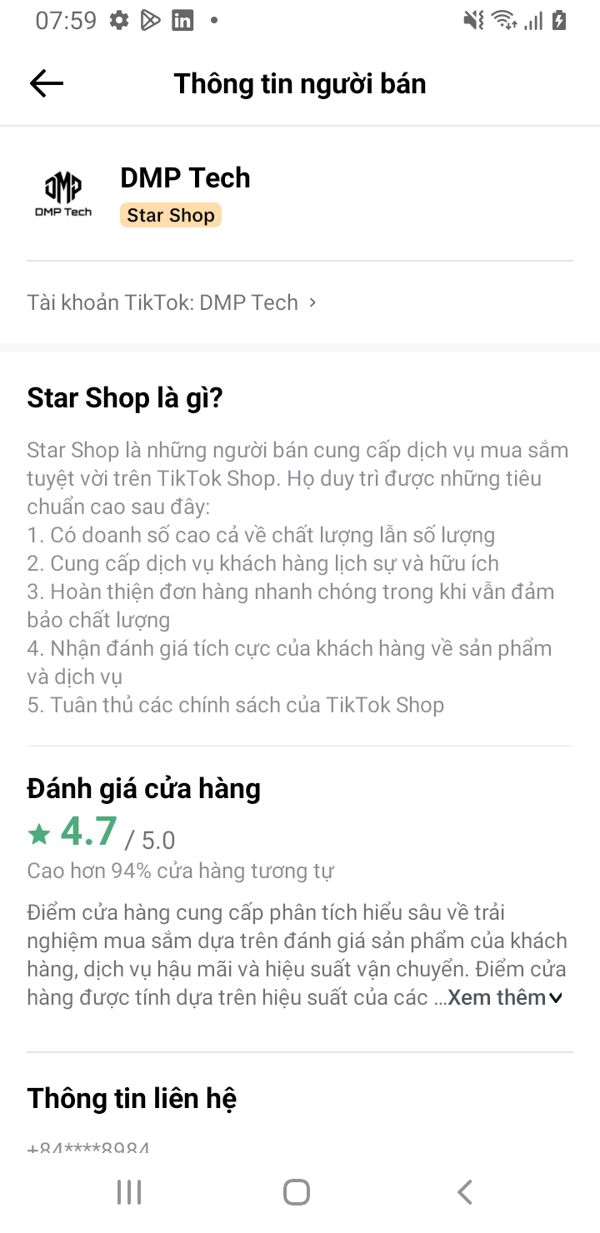 07:59
Thông tin người bán
DMP Tech
DMP Tech
Star Shop
Tài khoản TikTok: DMP Tech
Star Shop là gì?
Star Shop là những người bán cung cấp dịch vụ mua sắm
tuyệt vời trên TikTok Shop. Họ duy trì được những tiêu
chuẩn cao sau đây:
1. Có doanh số cao cả về chất lượng lẫn số lượng
2. Cung cấp dịch vụ khách hàng lịch sự và hữu ích
3. Hoàn thiện đơn hàng nhanh chóng trong khi vẫn đảm
bảo chất lượng
4. Nhận đánh giá tích cực của khách hàng về sản phẩm
và dịch vụ
5. Tuân thủ các chính sách của TikTok Shop
Đánh giá cửa hàng
4.7 / 5.0
Cao hơn 94% cửa hàng tương tự
Điểm cửa hàng cung cấp phân tích hiểu sâu về trải
nghiệm mua sắm dựa trên đánh giá sản phẩm của khách
hàng, dịch vụ hậu mãi và hiệu suất vận chuyển. Điểm cửa
hàng được tính dựa trên hiệu suất của các ...Xem thêm
Thông tin liên hệ
+84****8984